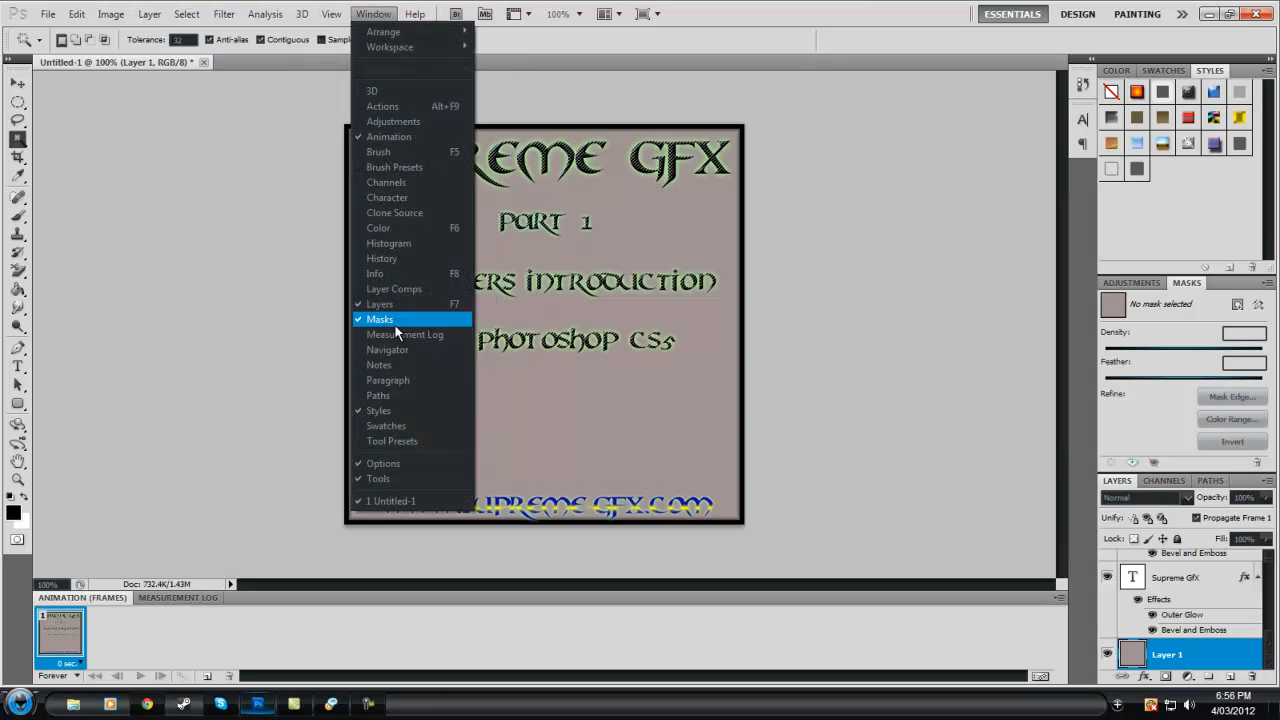 Ps File Edit Image Layer Select Filter Analysis 3D View Window Help Br Mb 100% ESSENTIALS DESIGN PAINTING
Tolerance: 32 Anti-alias Contiguous Sample
Untitled-1 @ 100% (Layer 1, RGB/8) *
Arrange
Workspace
3D
Actions Alt+F9
Adjustments
Animation
Brush F5
Brush Presets
Channels
Character
Clone Source
Color F6
Histogram
History
Info F8
Layer Comps
Layers F7
Masks
Measurement Log
Navigator
Notes
Paragraph
Paths
Styles
Swatches
Tool Presets
Options
Tools
1 Untitled-1
REME GFX
PART 1
ERS INTRODUCTION
PHOTOSHOP CS5
UPREME-GFX.COM
COLOR SWATCHES STYLES
ADJUSTMENTS MASKS
No mask selected
Density:
Feather:
Refine: Mask Edge...
Color Range...
Invert
LAYERS CHANNELS PATHS
Normal Opacity: 100%
Unify: Propagate Frame 1
Lock: Fill: 100%
Bevel and Emboss
T Supreme GfX fx
Effects
Outer Glow
Bevel and Emboss
Layer 1
100% Doc: 732.4K/1.43M
ANIMATION (FRAMES) MEASUREMENT LOG
1
0 sec.
Forever
6:56 PM
4/03/2012